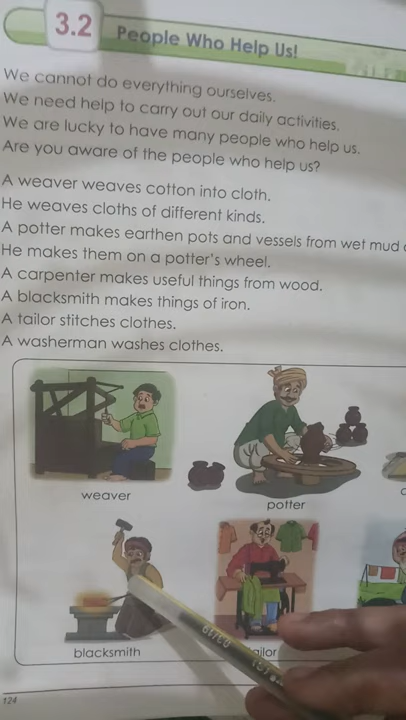 3.2 People Who Help Us!
We cannot do everything ourselves.
We need help to carry out our daily activities.
We are lucky to have many people who help us.
Are you aware of the people who help us?
A weaver weaves cotton into cloth.
He weaves cloths of different kinds.
A potter makes earthen pots and vessels from wet mud
He makes them on a potter's wheel.
A carpenter makes useful things from wood.
A blacksmith makes things of iron.
A tailor stitches clothes.
A washerman washes clothes.
weaver
potter
blacksmith
124